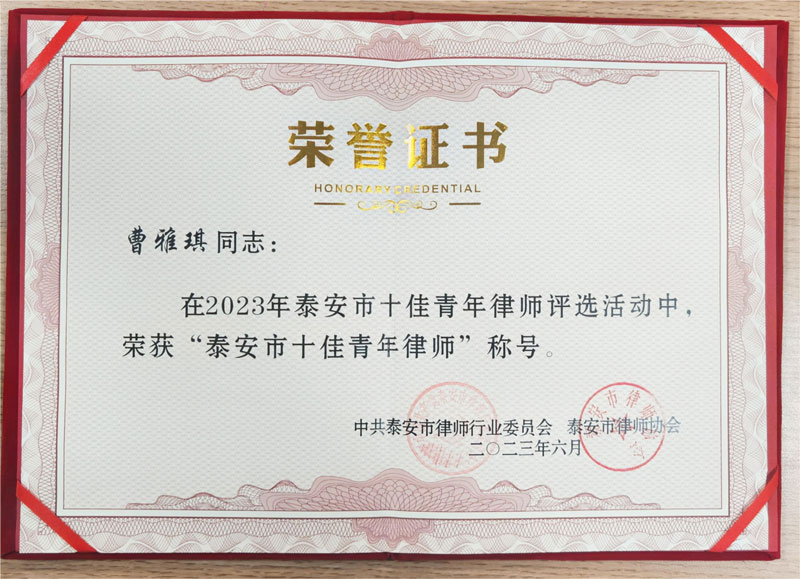 荣誉证书
HONORARY CREDENTIAL
曹雅琪同志：
在2023年泰安市十佳青年律师评选活动中，
荣获“泰安市十佳青年律师”称号。
中共泰安市律师行业委员会 泰安市律师协会
二〇二三年六月